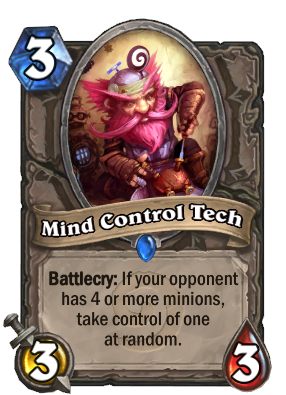 3
Mind Control Tech
Battlecry: If your opponent
has 4 or more minions,
take control of one
at random.
3
3